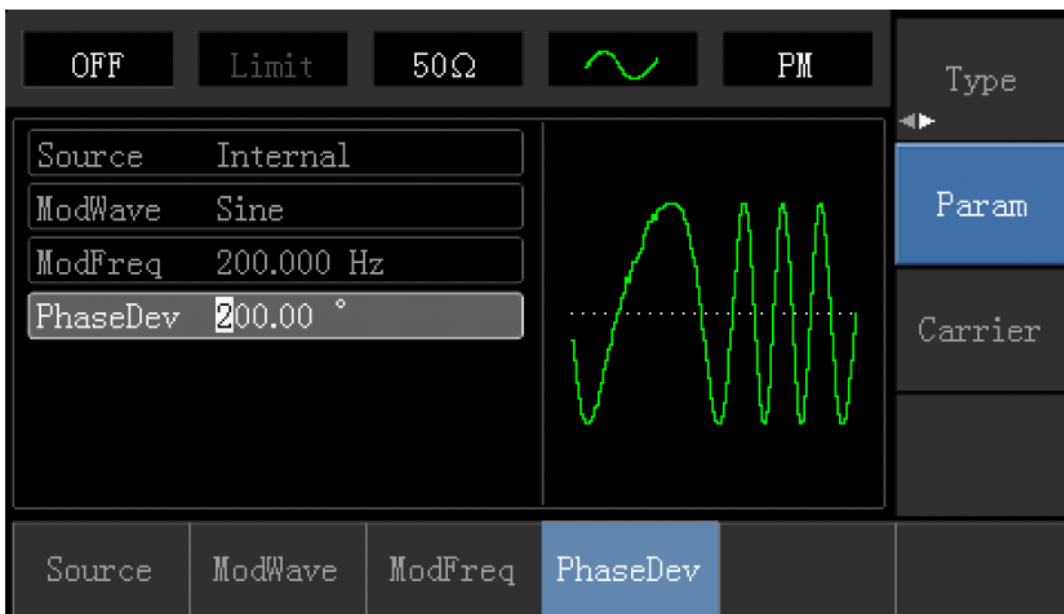 OFF Limit 50Ω PM
Type
Source Internal
ModWave Sine
ModFreq 200.000 Hz
PhaseDev 200.00 °
Param
Carrier
Source ModWave ModFreq PhaseDev